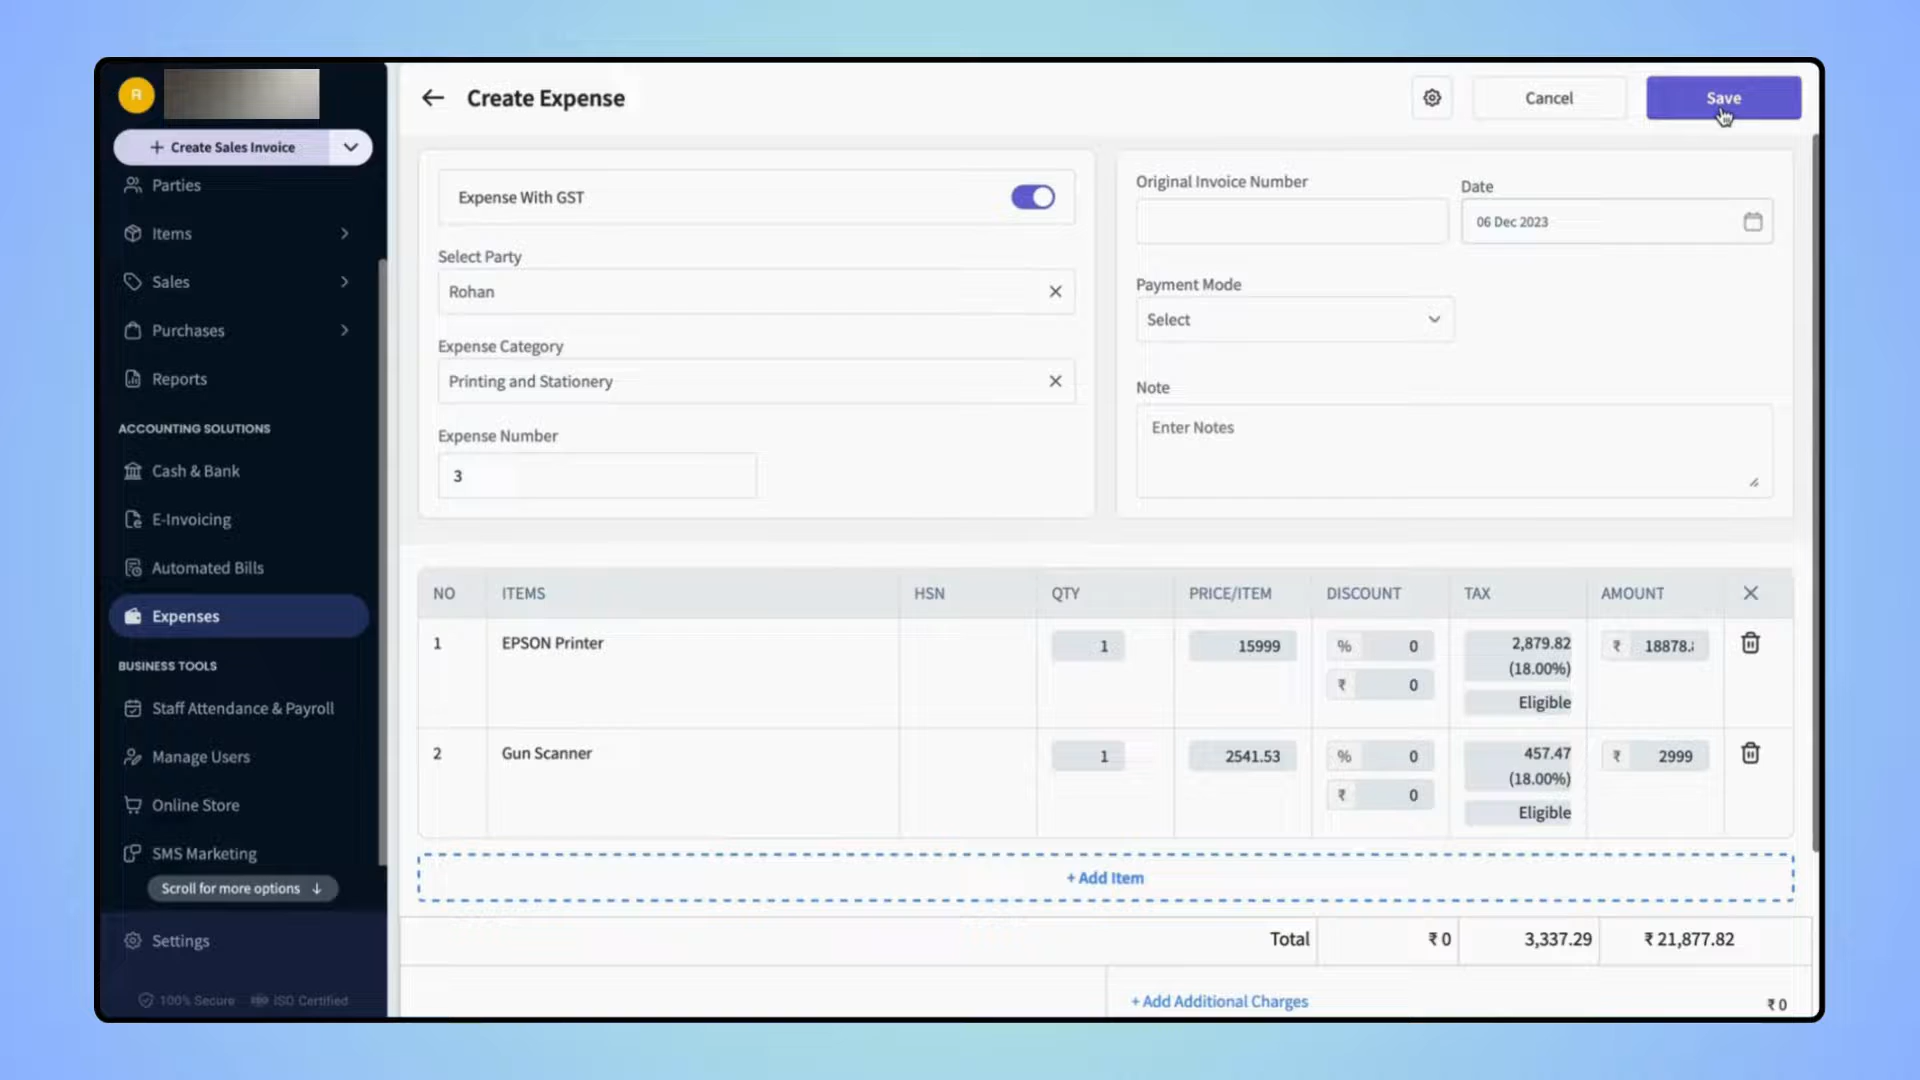 A
+ Create Sales Invoice
Parties
Items
Sales
Purchases
Reports
ACCOUNTING SOLUTIONS
Cash & Bank
E-Invoicing
Automated Bills
Expenses
BUSINESS TOOLS
Staff Attendance & Payroll
Manage Users
Online Store
SMS Marketing
Scroll for more options ↓
Settings
100% Secure ISO Certified
← Create Expense
Cancel
Save
Expense With GST
Select Party
Rohan
Expense Category
Printing and Stationery
Expense Number
3
Original Invoice Number
Date
06 Dec 2023
Payment Mode
Select
Note
Enter Notes
NO ITEMS HSN QTY PRICE/ITEM DISCOUNT TAX AMOUNT
1 EPSON Printer 1 15999 % 0 2,879.82 ₹ 18878.
(18.00%)
₹ 0 Eligible
2 Gun Scanner 1 2541.53 % 0 457.47 ₹ 2999
(18.00%)
₹ 0 Eligible
+ Add Item
Total ₹ 0 3,337.29 ₹ 21,877.82
+ Add Additional Charges ₹ 0